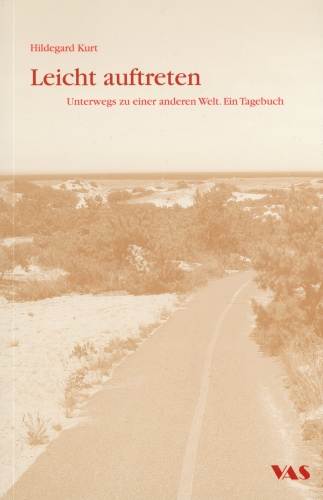 Hildegard Kurt
Leicht auftreten
Unterwegs zu einer anderen Welt. Ein Tagebuch
VAS